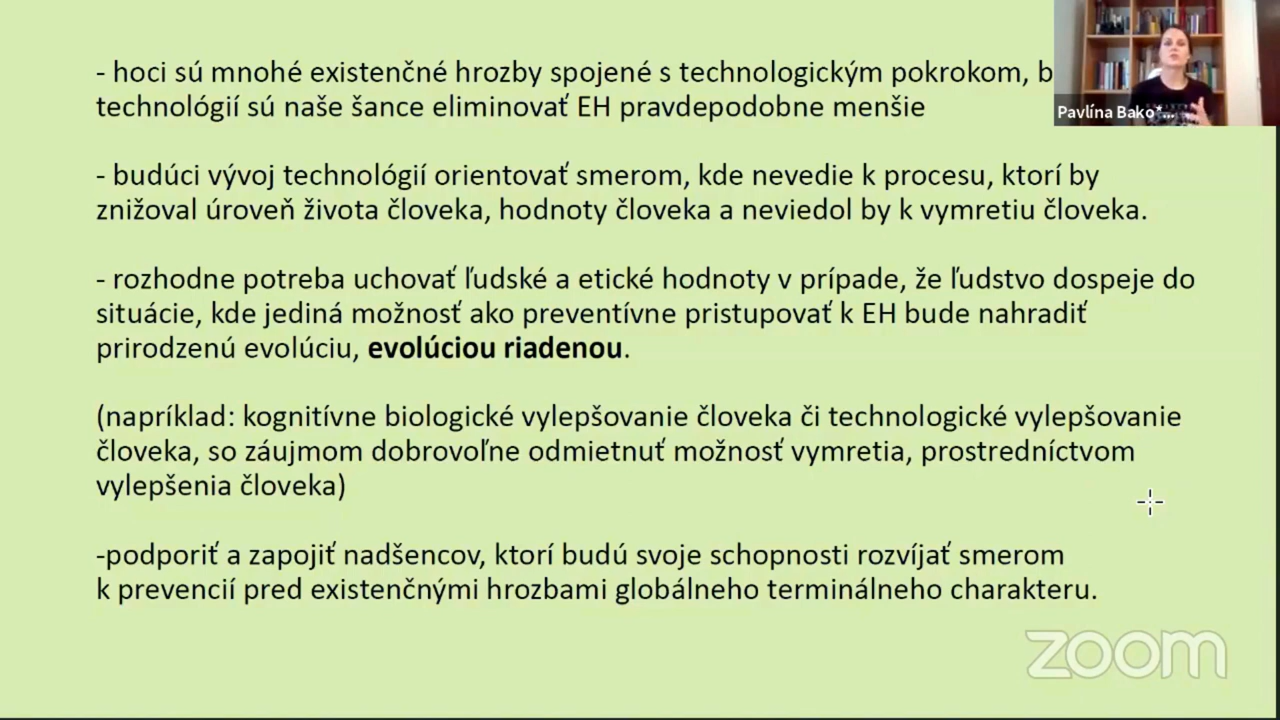 - hoci sú mnohé existenčné hrozby spojené s technologickým pokrokom, b
technológií sú naše šance eliminovať EH pravdepodobne menšie
- budúci vývoj technológií orientovať smerom, kde nevedie k procesu, ktorí by
znižoval úroveň života človeka, hodnoty človeka a neviedol by k vymretiu človeka.
- rozhodne potreba uchovať ľudské a etické hodnoty v prípade, že ľudstvo dospeje do
situácie, kde jediná možnosť ako preventívne pristupovať k EH bude nahradiť
prirodzenú evolúciu, evolúciou riadenou.
(napríklad: kognitívne biologické vylepšovanie človeka či technologické vylepšovanie
človeka, so záujmom dobrovoľne odmietnuť možnosť vymretia, prostredníctvom
vylepšenia človeka)
-podporiť a zapojiť nadšencov, ktorí budú svoje schopnosti rozvíjať smerom
k prevencií pred existenčnými hrozbami globálneho terminálneho charakteru.
Pavlína Bako*...
zoom